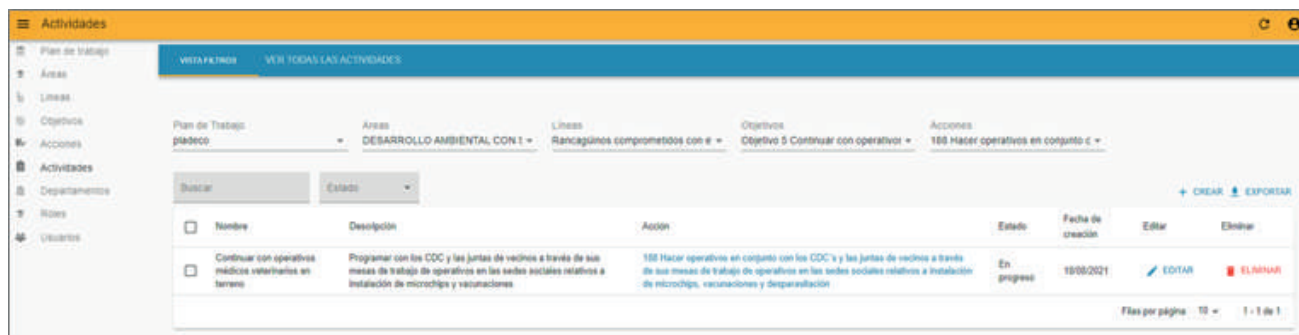 Actividades
Plan de trabajo
Áreas
Líneas
Objetivos
Acciones
Actividades
Departamentos
Roles
Usuarios
VISTA FILTROS VER TODAS LAS ACTIVIDADES
Plan de Trabajo Áreas Líneas Objetivos Acciones
pladeco DESARROLLO AMBIENTAL CON S Rancagüinos comprometidos con e Objetivo 5 Continuar con operativos 188 Hacer operativos en conjunto c
Buscar Estado
CREAR EXPORTAR
Nombre Descripción Acción Estado Fecha de creación Editar Eliminar
Continuar con operativos Programar con los CDC y las juntas de vecinos a través de sus 188 Hacer operativos en conjunto con los CDC's y las juntas de vecinos a través
médicos veterinarios en mesas de trabajo de operativos en las sedes sociales relativos a de sus mesas de trabajo de operativos en las sedes sociales relativos a instalación
terreno instalación de microchips y vacunaciones de microchips, vacunaciones y desparasitación
En progreso 18/08/2021 EDITAR ELIMINAR
Filas por página 10 1 - 1 de 1